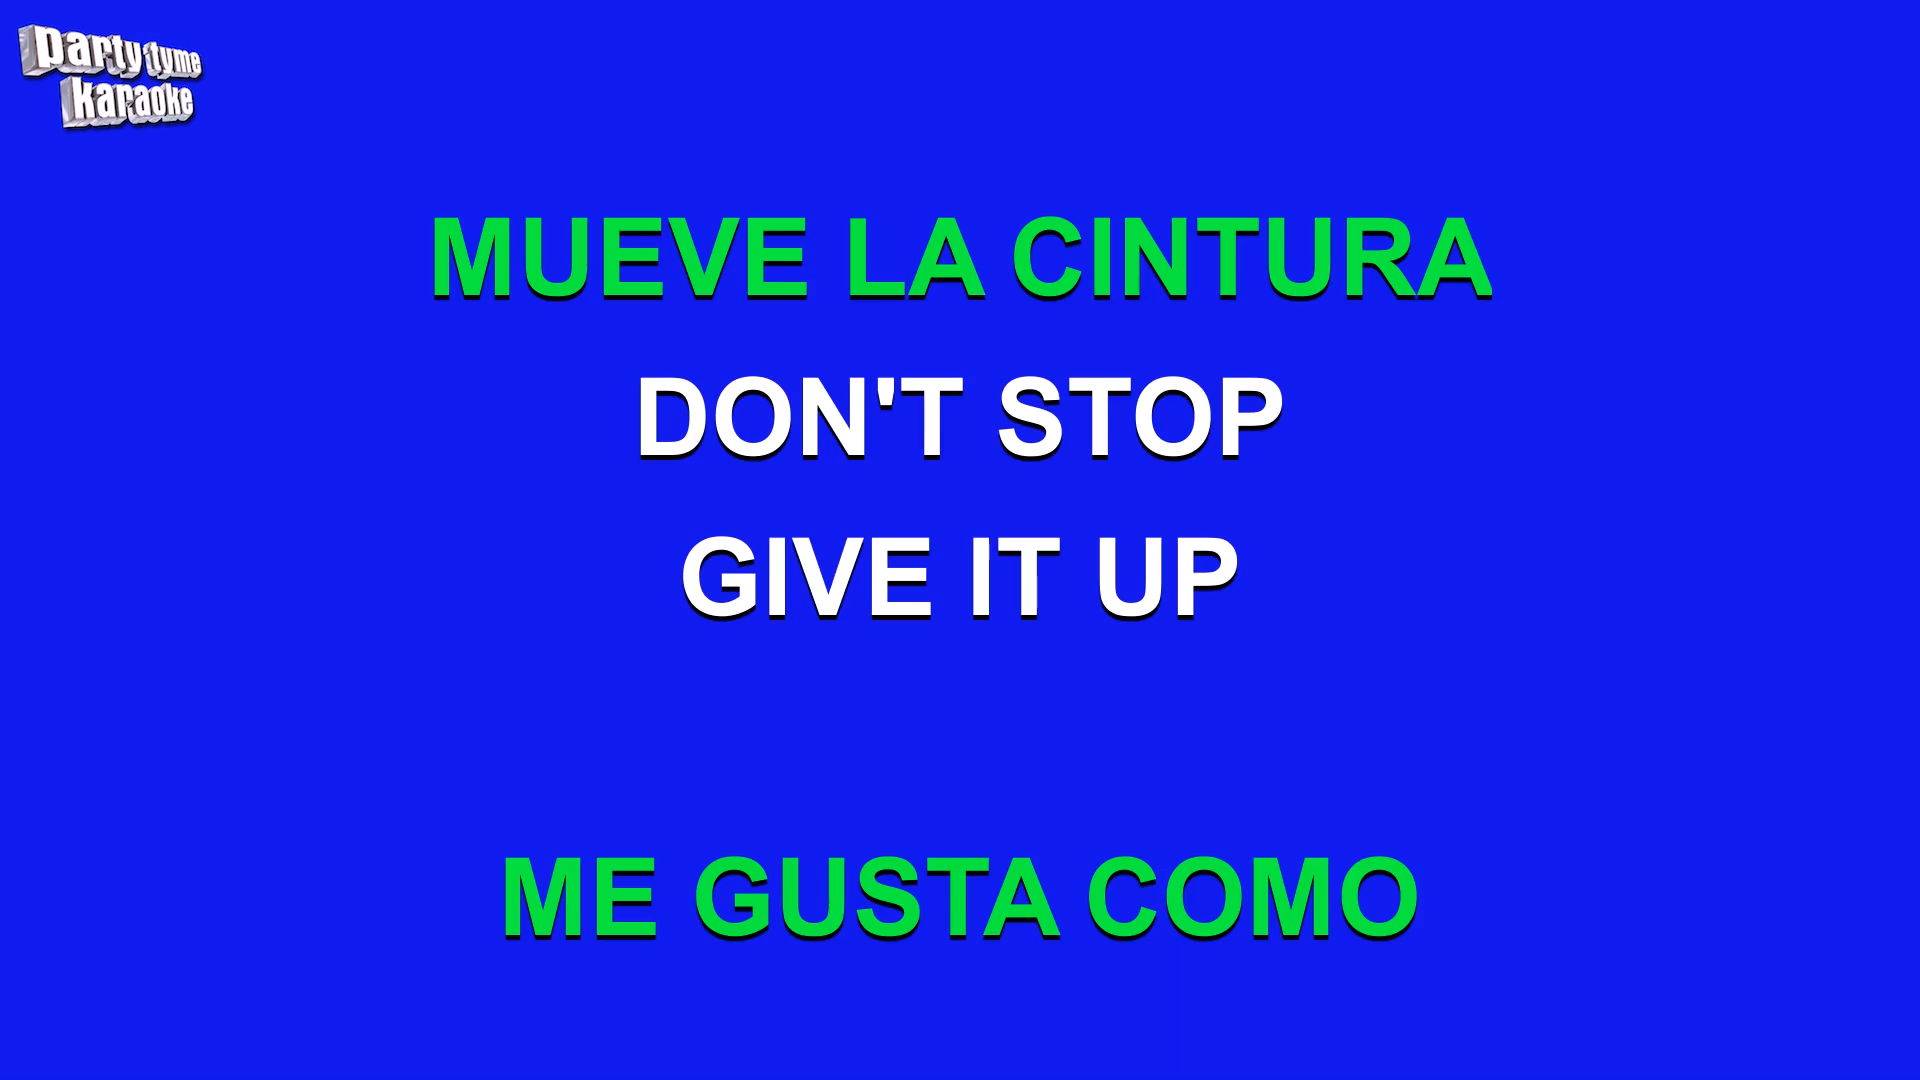 party tyme
karaoke
MUEVE LA CINTURA
DON'T STOP
GIVE IT UP
ME GUSTA COMO